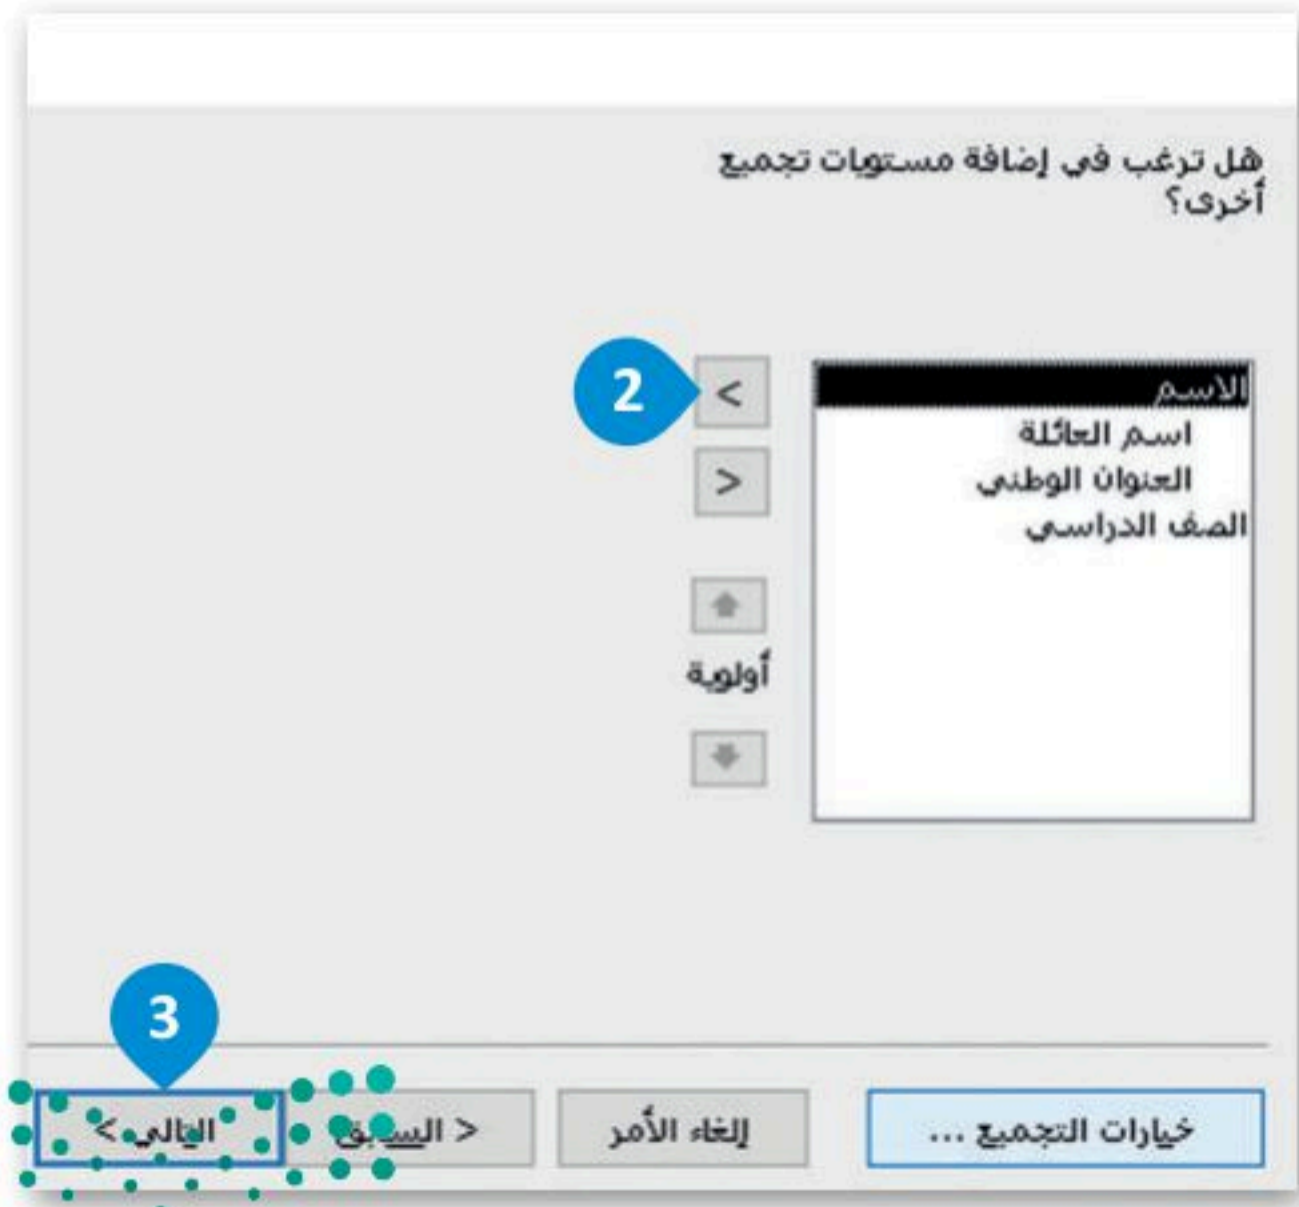 هل ترغب في إضافة مستويات تجميع
أخرى؟
الاسم
2
<
اسم العائلة
العنوان الوطني
>
الصف الدراسي
أولوية
3
خيارات التجميع ...
إلغاء الأمر
< السابق
التالي >